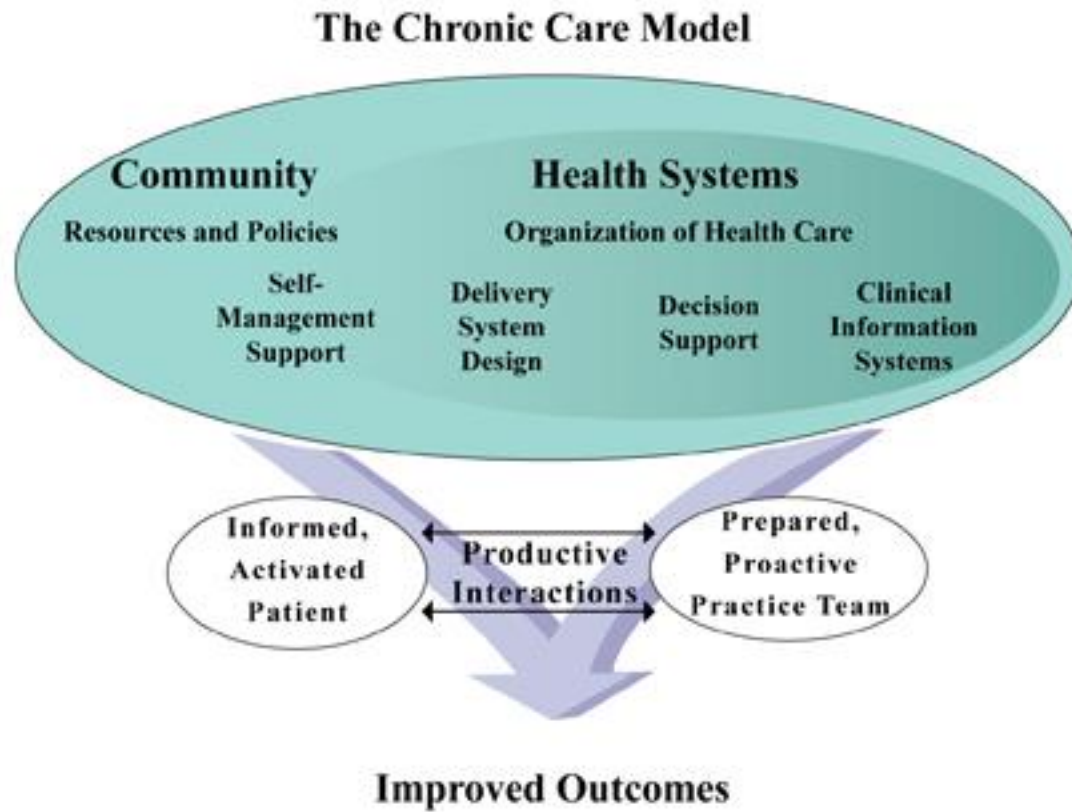 The Chronic Care Model
Community
Resources and Policies
Health Systems
Organization of Health Care
Self-
Management
Support
Delivery
System
Design
Decision
Support
Clinical
Information
Systems
Informed,
Activated
Patient
Productive
Interactions
Prepared,
Proactive
Practice Team
Improved Outcomes